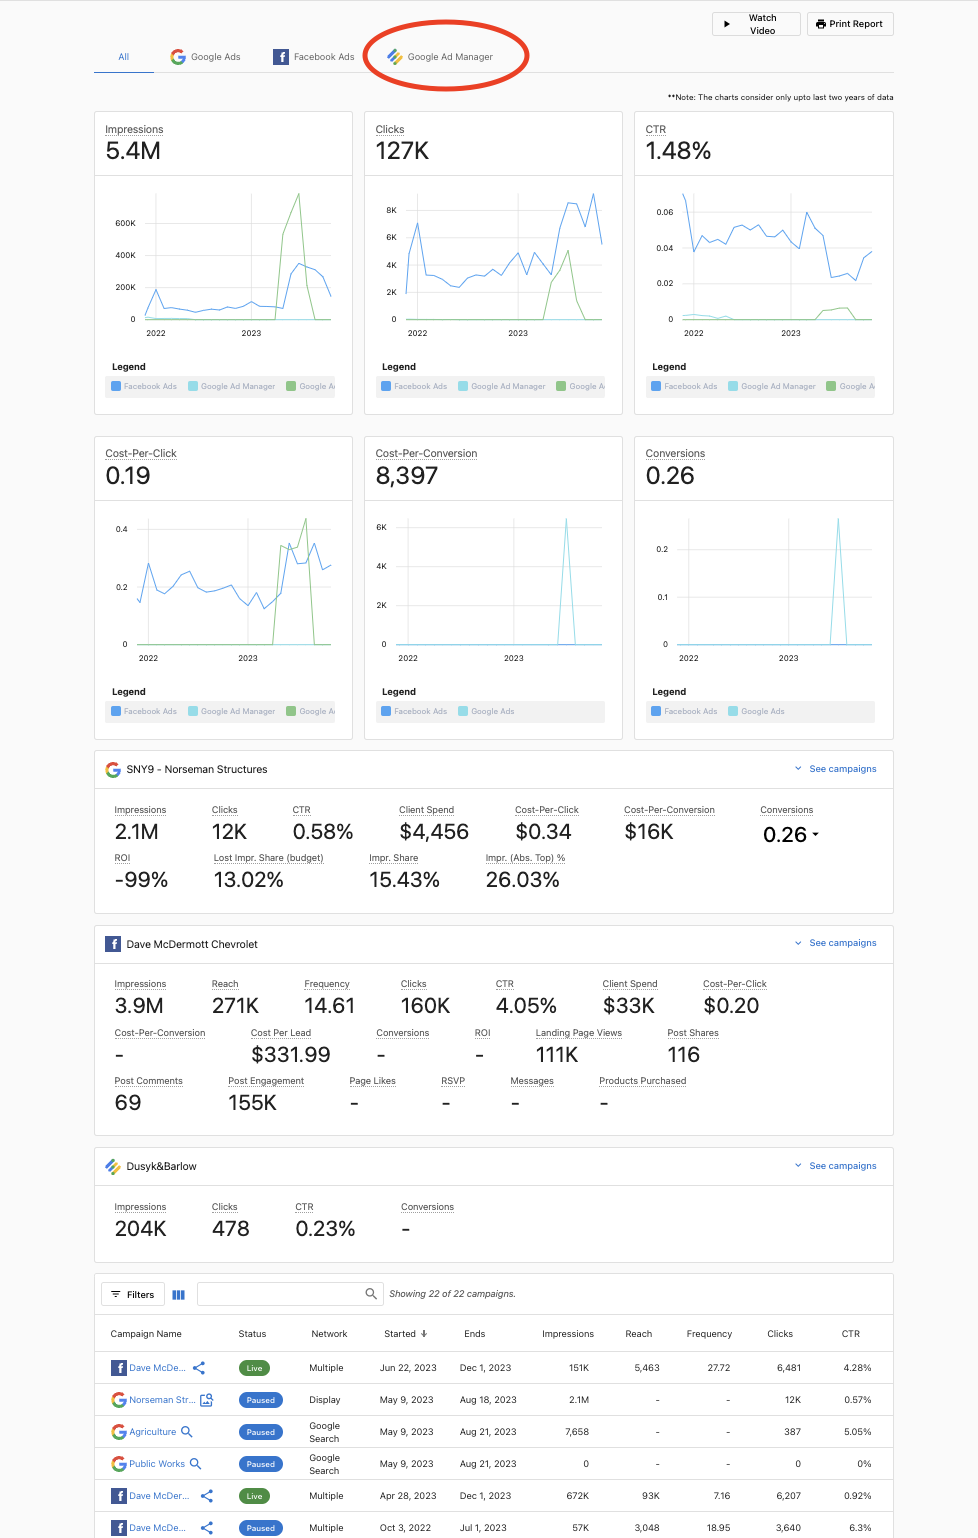 Watch Video
Print Report
All
Google Ads
Facebook Ads
Google Ad Manager
**Note: The charts consider only upto last two years of data
Impressions
5.4M
600K
400K
200K
0
2022 2023
Legend
Facebook Ads Google Ad Manager Google A
Clicks
127K
8K
6K
4K
2K
0
2022 2023
Legend
Facebook Ads Google Ad Manager Google A
CTR
1.48%
0.06
0.04
0.02
0
2022 2023
Legend
Facebook Ads Google Ad Manager Google A
Cost-Per-Click
0.19
0.4
0.2
0
2022 2023
Legend
Facebook Ads Google Ad Manager Google A
Cost-Per-Conversion
8,397
6K
4K
2K
0
2022 2023
Legend
Facebook Ads Google Ads
Conversions
0.26
0.2
0.1
0
2022 2023
Legend
Facebook Ads Google Ads
SNY9 - Norseman Structures See campaigns
Impressions Clicks CTR Client Spend Cost-Per-Click Cost-Per-Conversion Conversions
2.1M 12K 0.58% $4,456 $0.34 $16K 0.26
ROI Lost Impr. Share (budget) Impr. Share Impr. (Abs. Top) %
-99% 13.02% 15.43% 26.03%
Dave McDermott Chevrolet See campaigns
Impressions Reach Frequency Clicks CTR Client Spend Cost-Per-Click
3.9M 271K 14.61 160K 4.05% $33K $0.20
Cost-Per-Conversion Cost Per Lead Conversions ROI Landing Page Views Post Shares
- $331.99 - - 111K 116
Post Comments Post Engagement Page Likes RSVP Messages Products Purchased
69 155K - - - -
Dusyk&Barlow See campaigns
Impressions Clicks CTR Conversions
204K 478 0.23% -
Filters Showing 22 of 22 campaigns.
Campaign Name Status Network Started Ends Impressions Reach Frequency Clicks CTR
Dave McDe... Live Multiple Jun 22, 2023 Dec 1, 2023 151K 5,463 27.72 6,481 4.28%
Norseman Str... Paused Display May 9, 2023 Aug 18, 2023 2.1M - - 12K 0.57%
Agriculture Paused Google Search May 9, 2023 Aug 21, 2023 7,658 - - 387 5.05%
Public Works Paused Google Search May 9, 2023 Aug 21, 2023 0 - - 0 0%
Dave McDer... Live Multiple Apr 28, 2023 Dec 1, 2023 672K 93K 7.16 6,207 0.92%
Dave McDe... Paused Multiple Oct 3, 2022 Jul 1, 2023 57K 3,048 18.95 3,640 6.3%